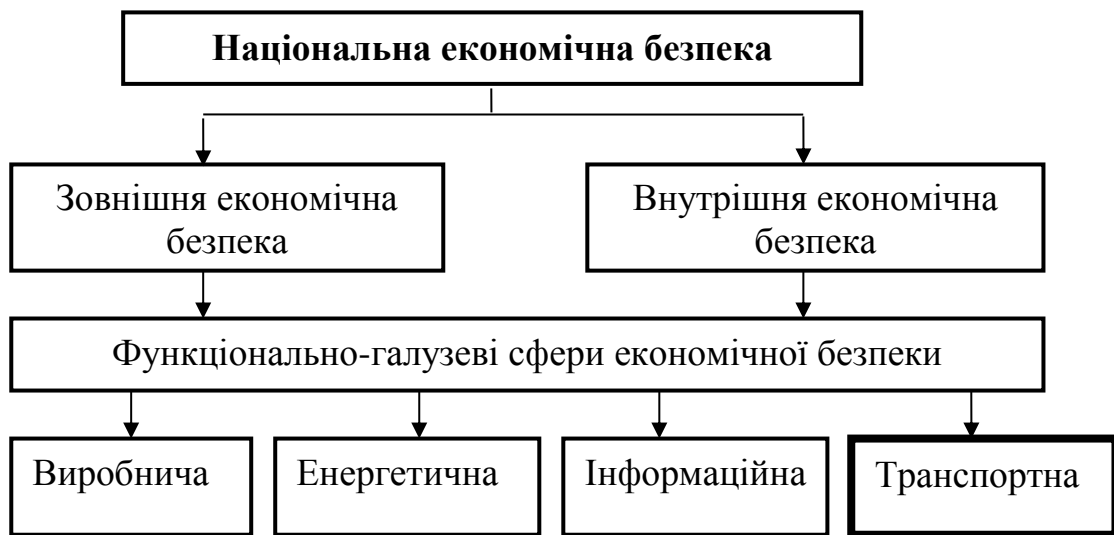 Національна економічна безпека
Зовнішня економічна
безпека
Внутрішня економічна
безпека
Функціонально-галузеві сфери економічної безпеки
Виробнича
Енергетична
Інформаційна
Транспортна